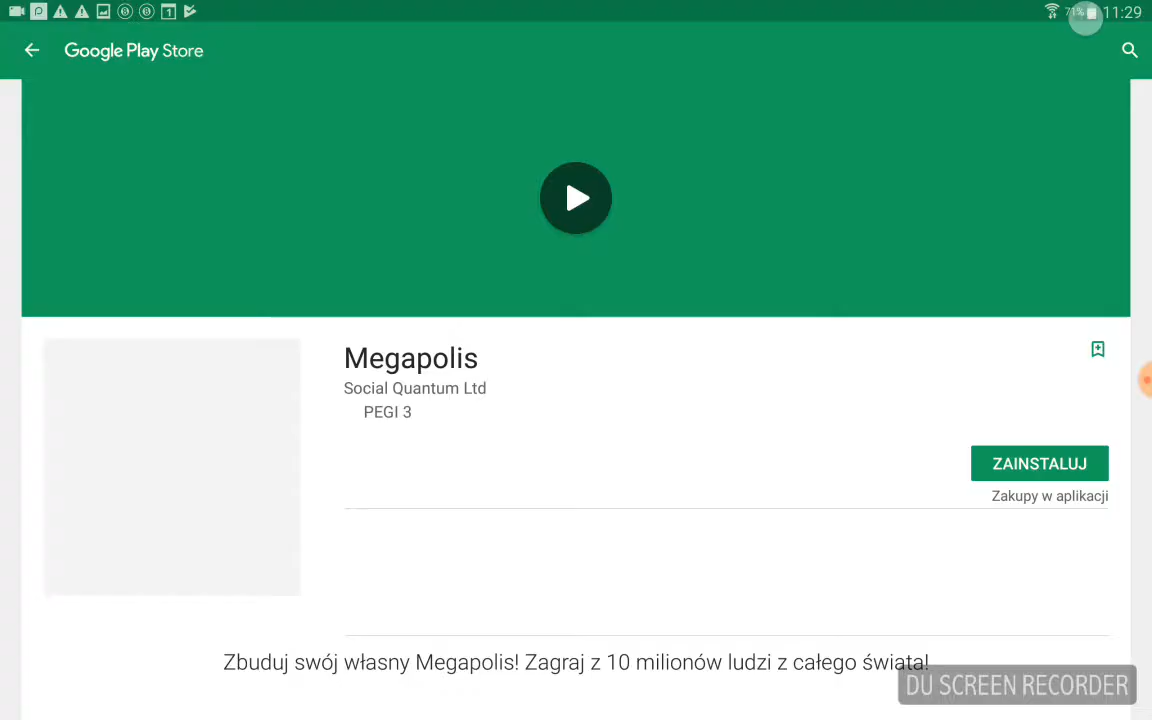 71% 11:29
Google Play Store
Megapolis
Social Quantum Ltd
PEGI 3
ZAINSTALUJ
Zakupy w aplikacji
Zbuduj swój własny Megapolis! Zagraj z 10 milionów ludzi z całego świata!
DU SCREEN RECORDER